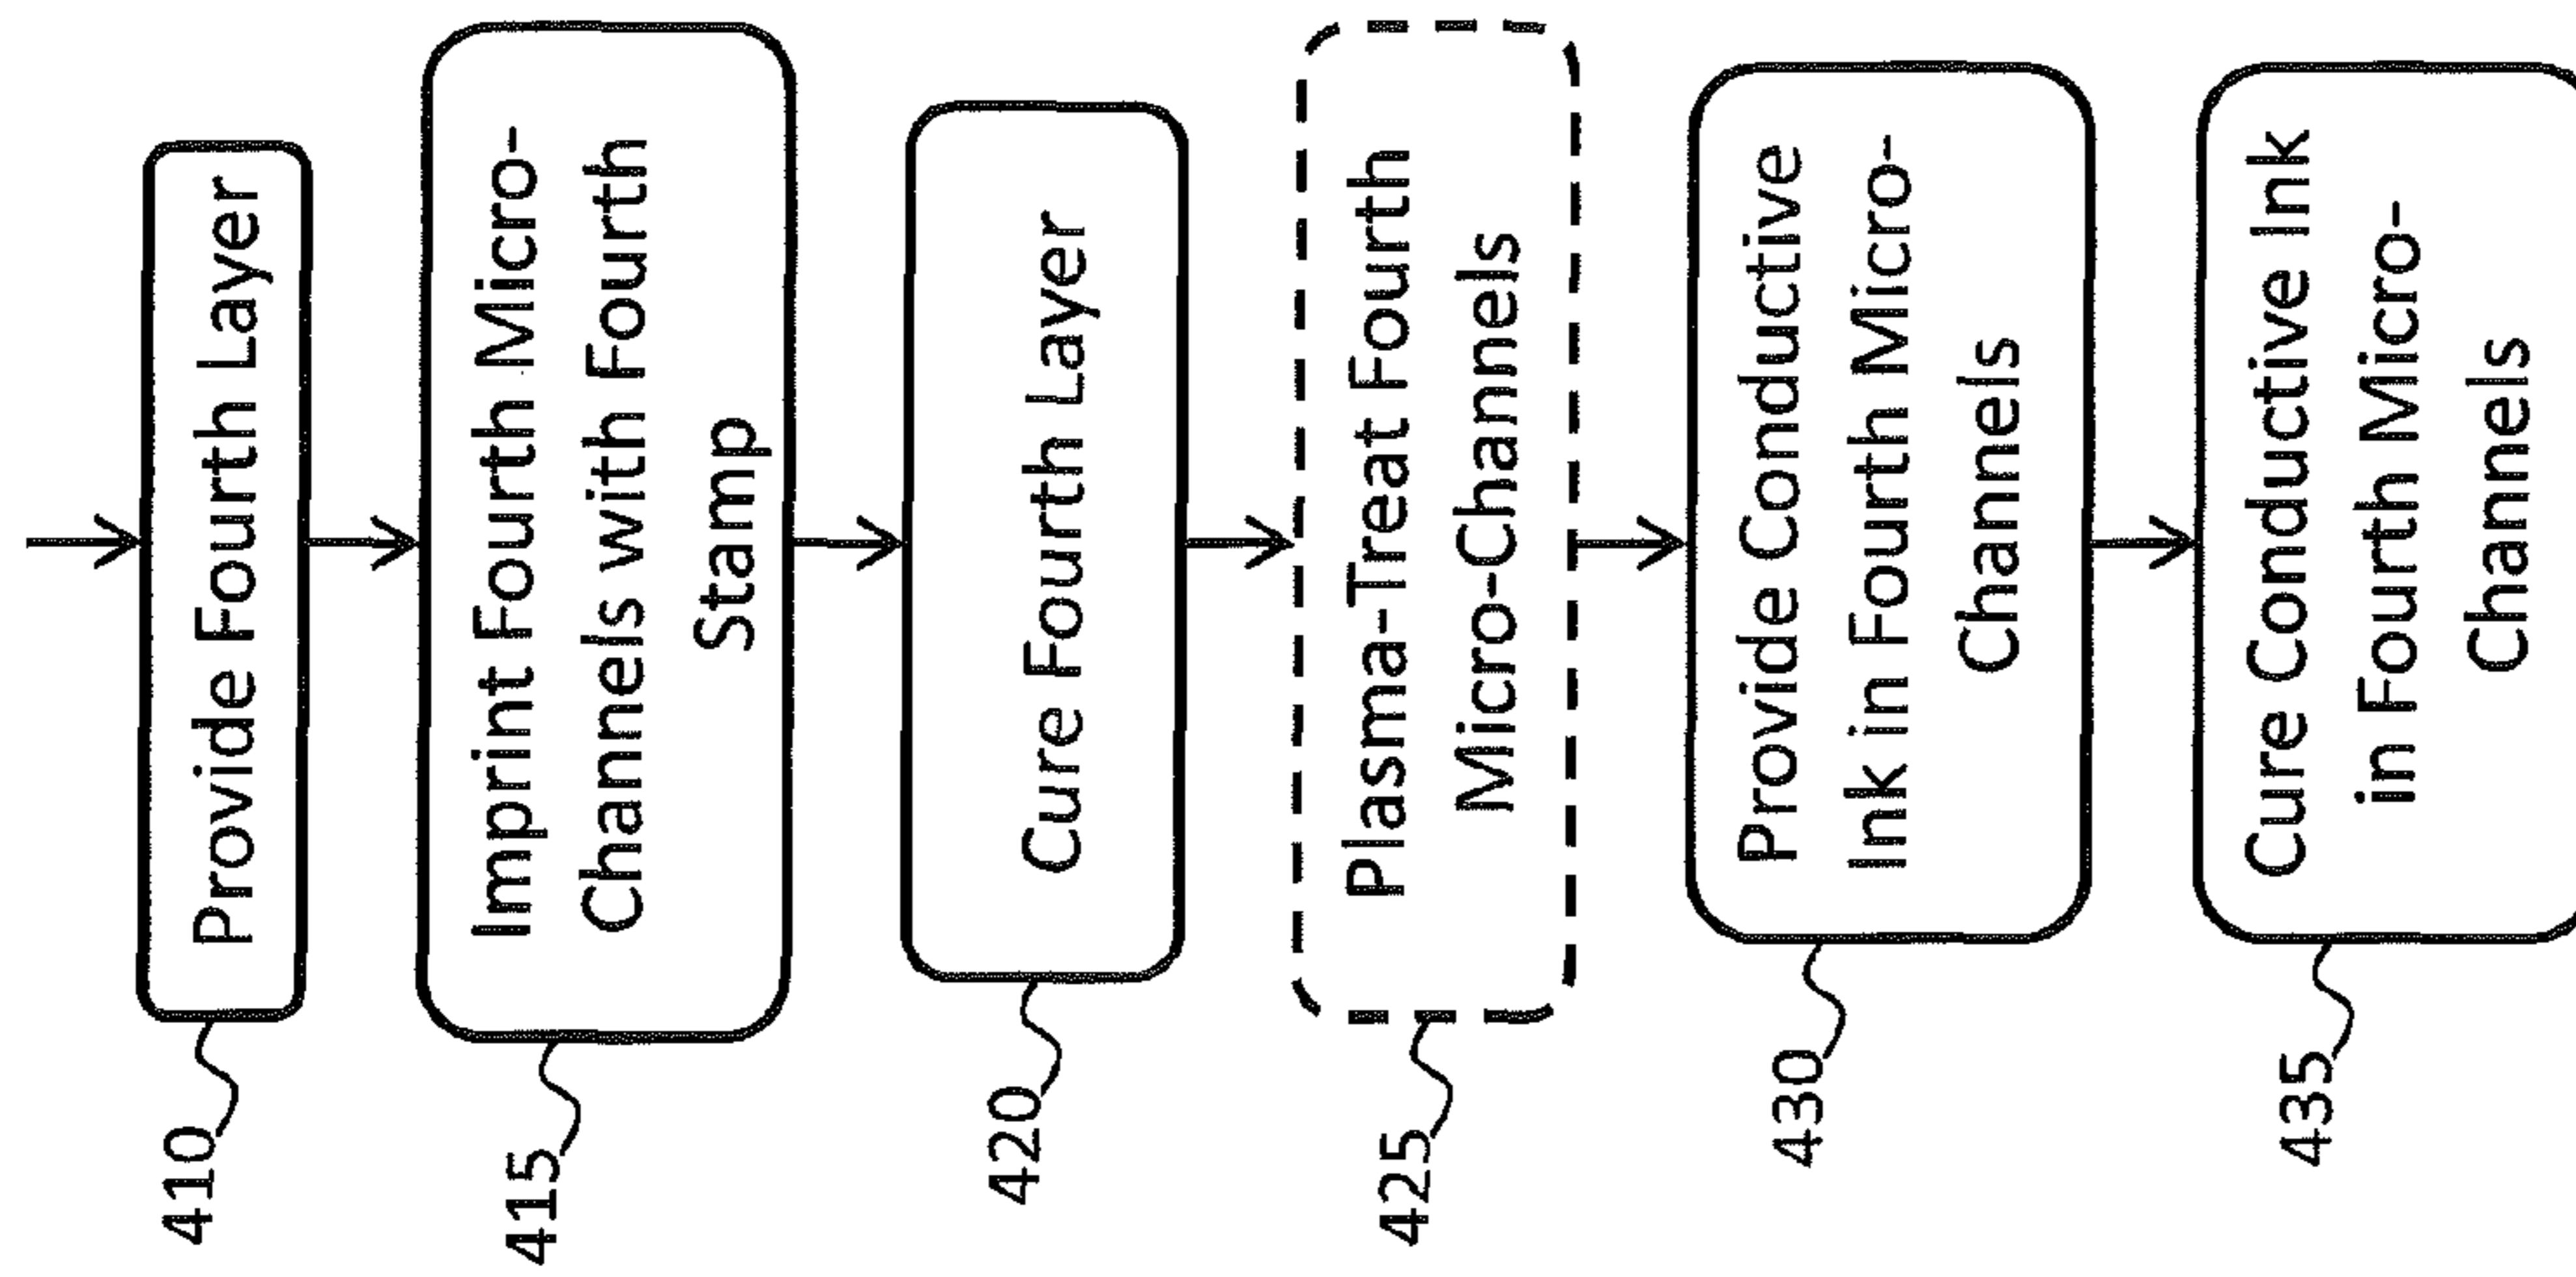 410
Provide Fourth Layer
415
Imprint Fourth Micro-
Channels with Fourth
Stamp
420
Cure Fourth Layer
425
Plasma-Treat Fourth
Micro-Channels
430
Provide Conductive
Ink in Fourth Micro-
Channels
435
Cure Conductive Ink
in Fourth Micro-
Channels